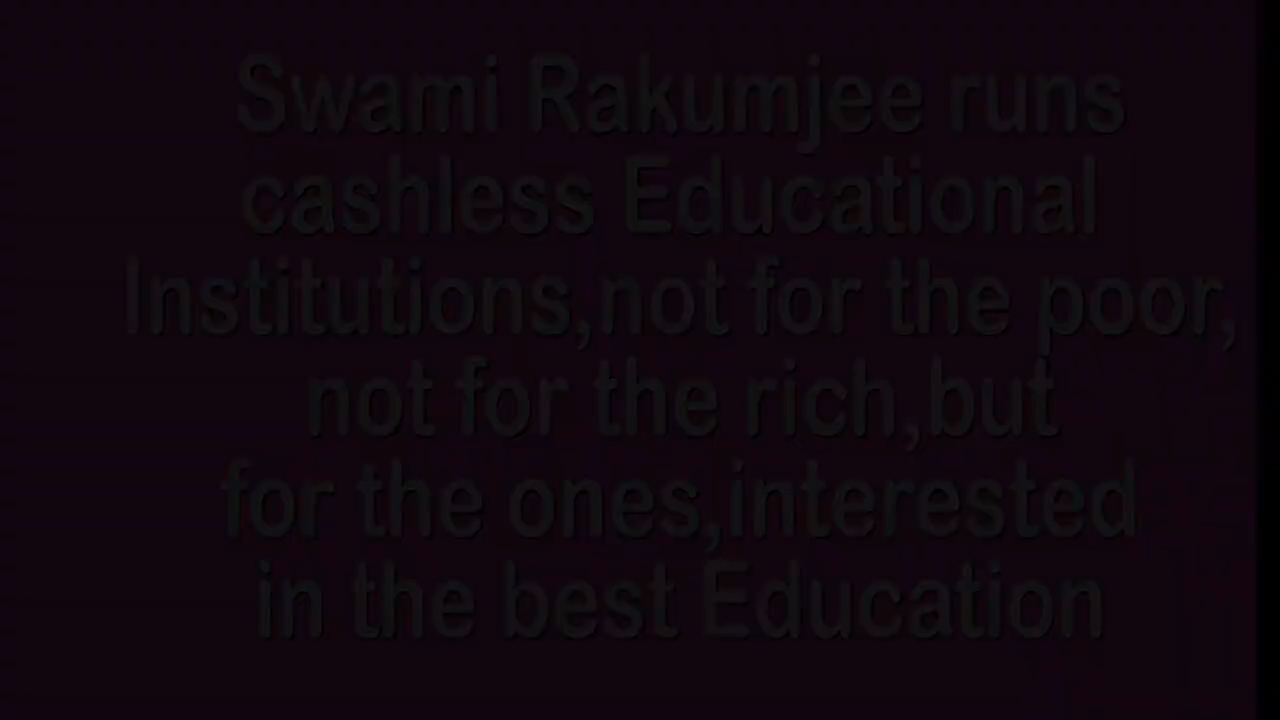 Swami Rakumjee runs
cashless Educational
Institutions,not for the poor,
not for the rich,but
for the ones,interested
in the best Education